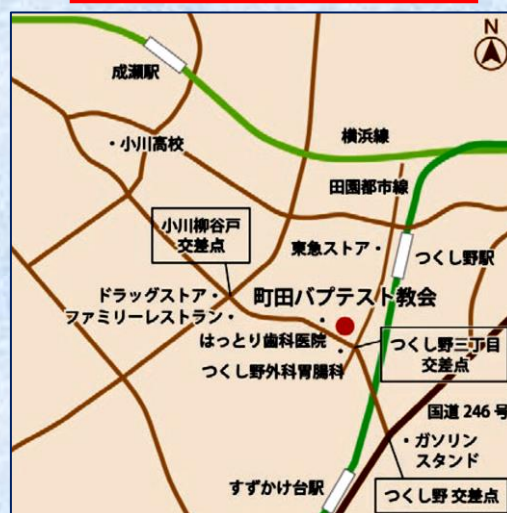 N
成瀬駅
横浜線
・小川高校
田園都市線
小川柳谷戸
交差点
東急ストア・
つくし野駅
ドラッグストア・
町田バプテスト教会
ファミリーレストラン・
はっとり歯科医院
つくし野三丁目
交差点
つくし野外科胃腸科
国道 246 号
・ガソリン
スタンド
すずかけ台駅
つくし野 交差点